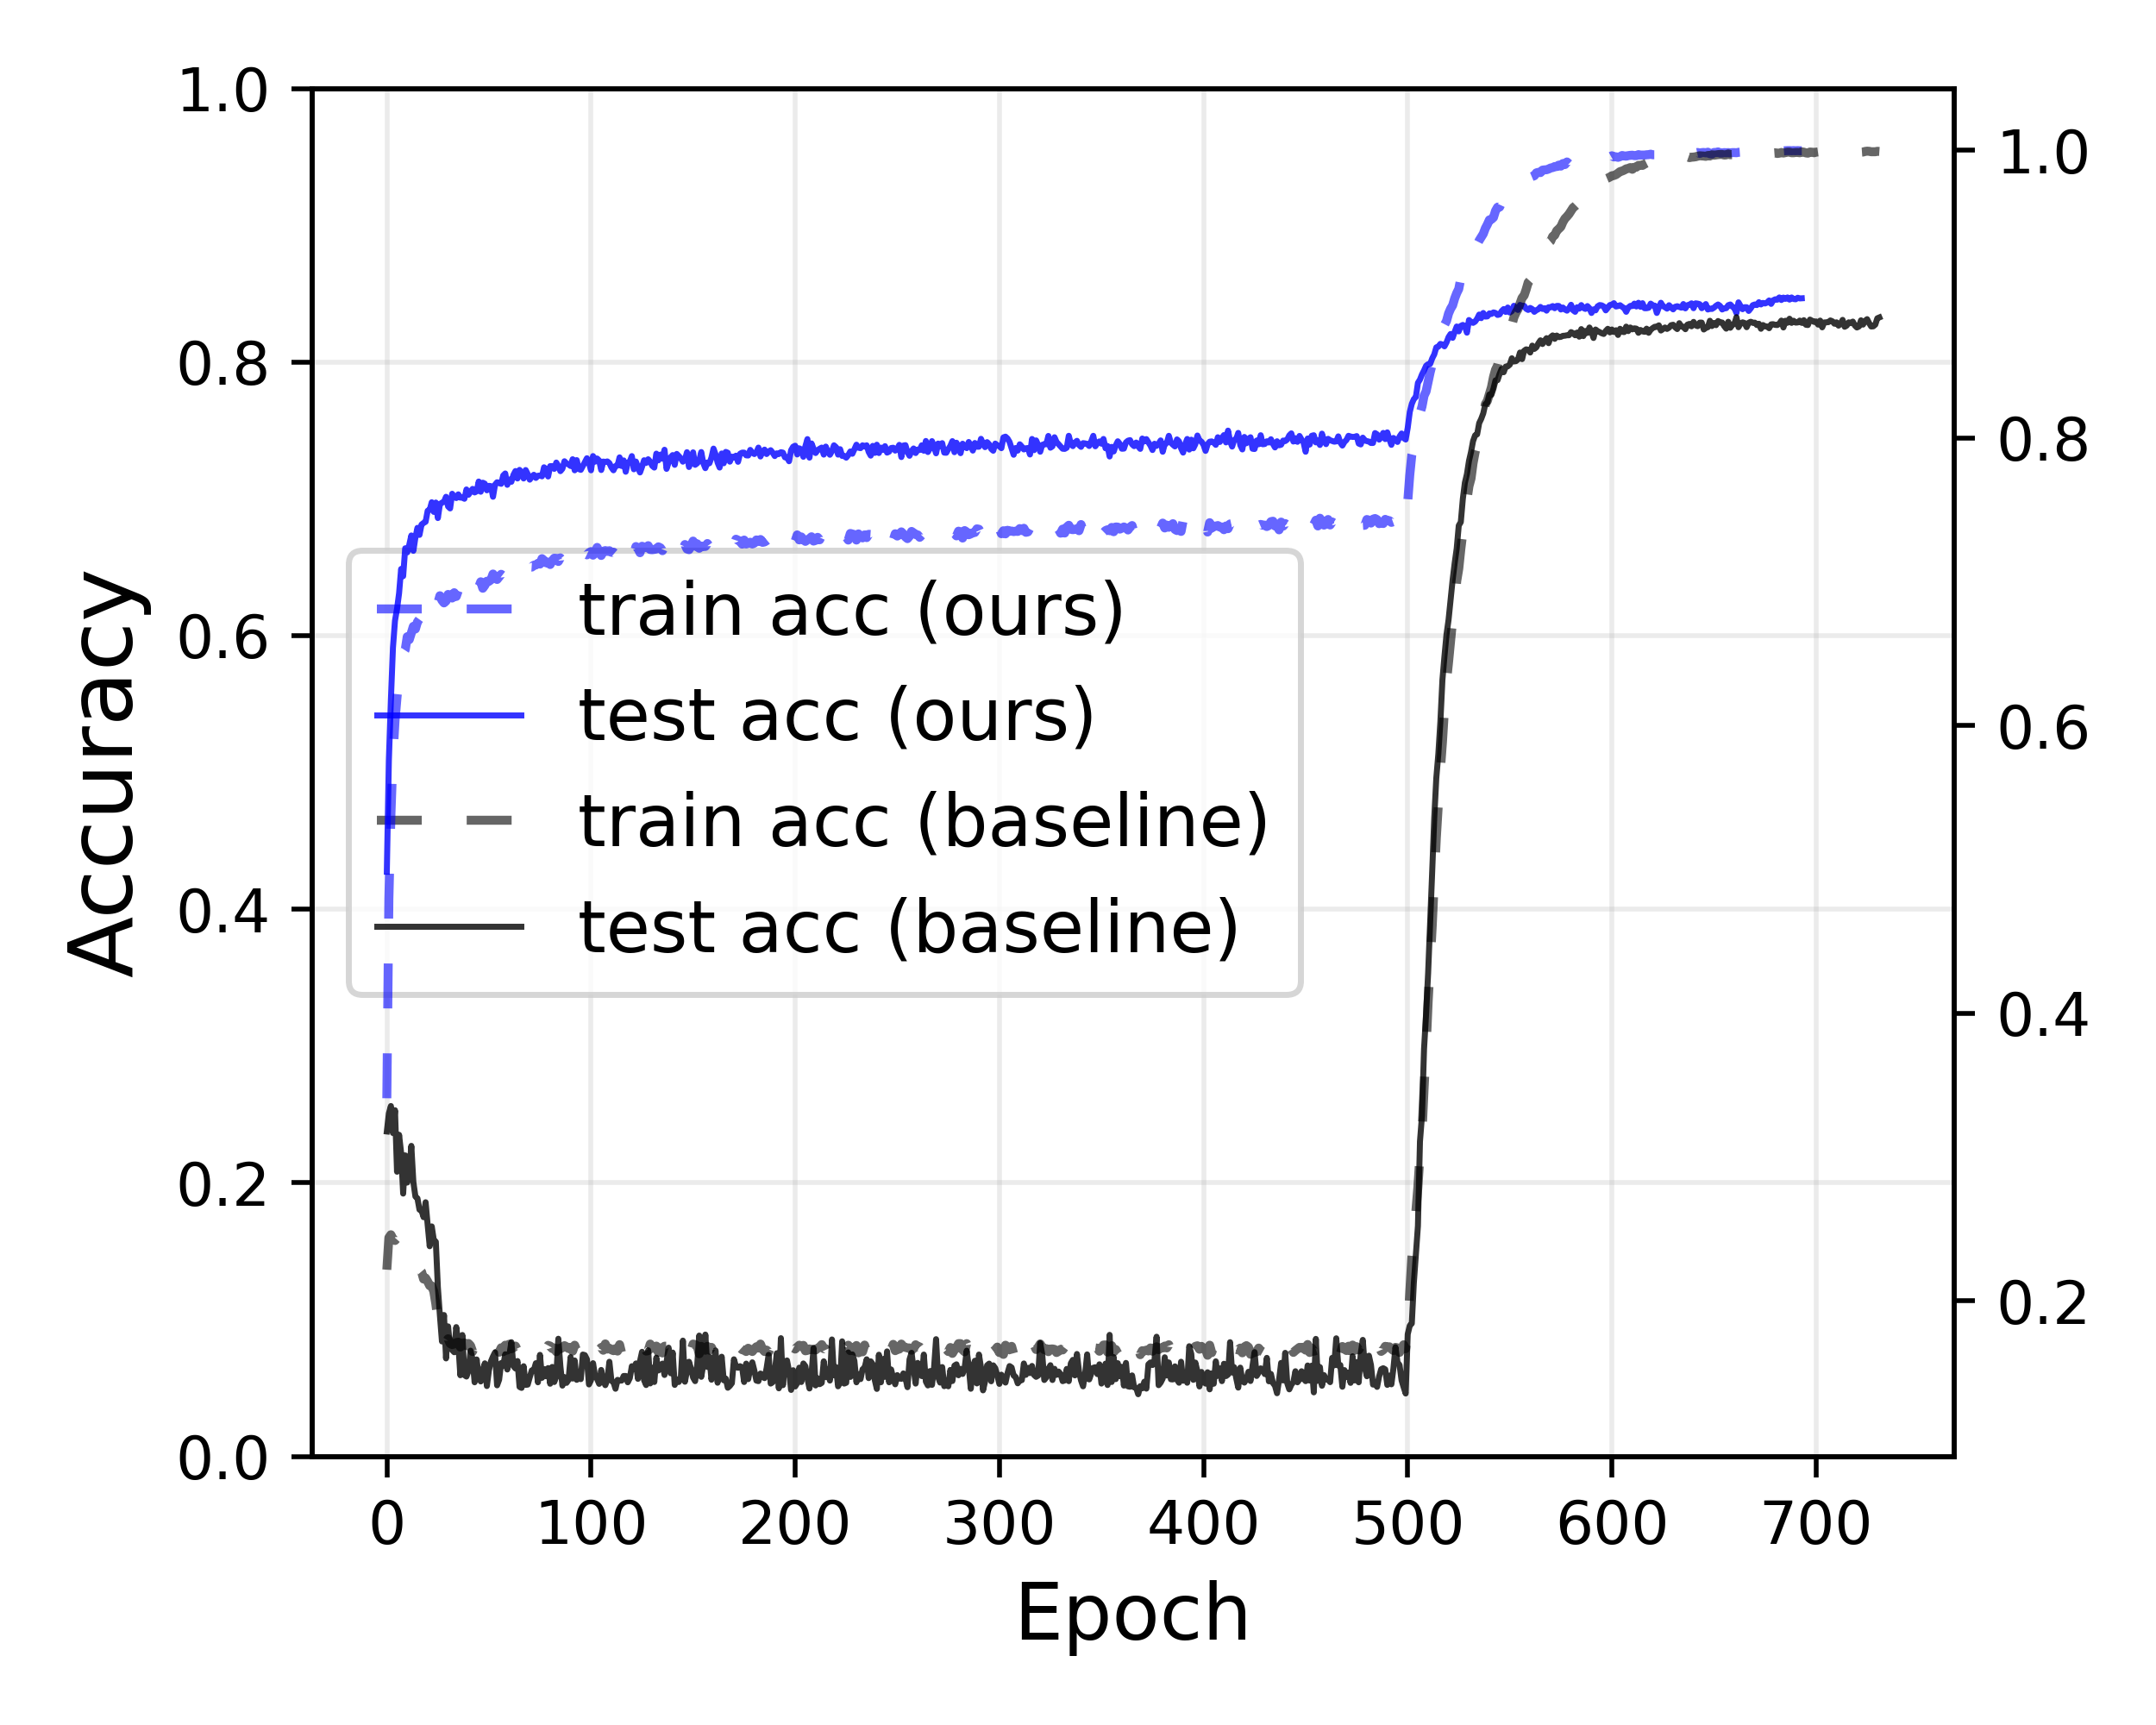 1.0
0.8
0.6
0.4
0.2
0.0
Accuracy
train acc (ours)
test acc (ours)
train acc (baseline)
test acc (baseline)
1.0
0.8
0.6
0.4
0.2
0 100 200 300 400 500 600 700
Epoch